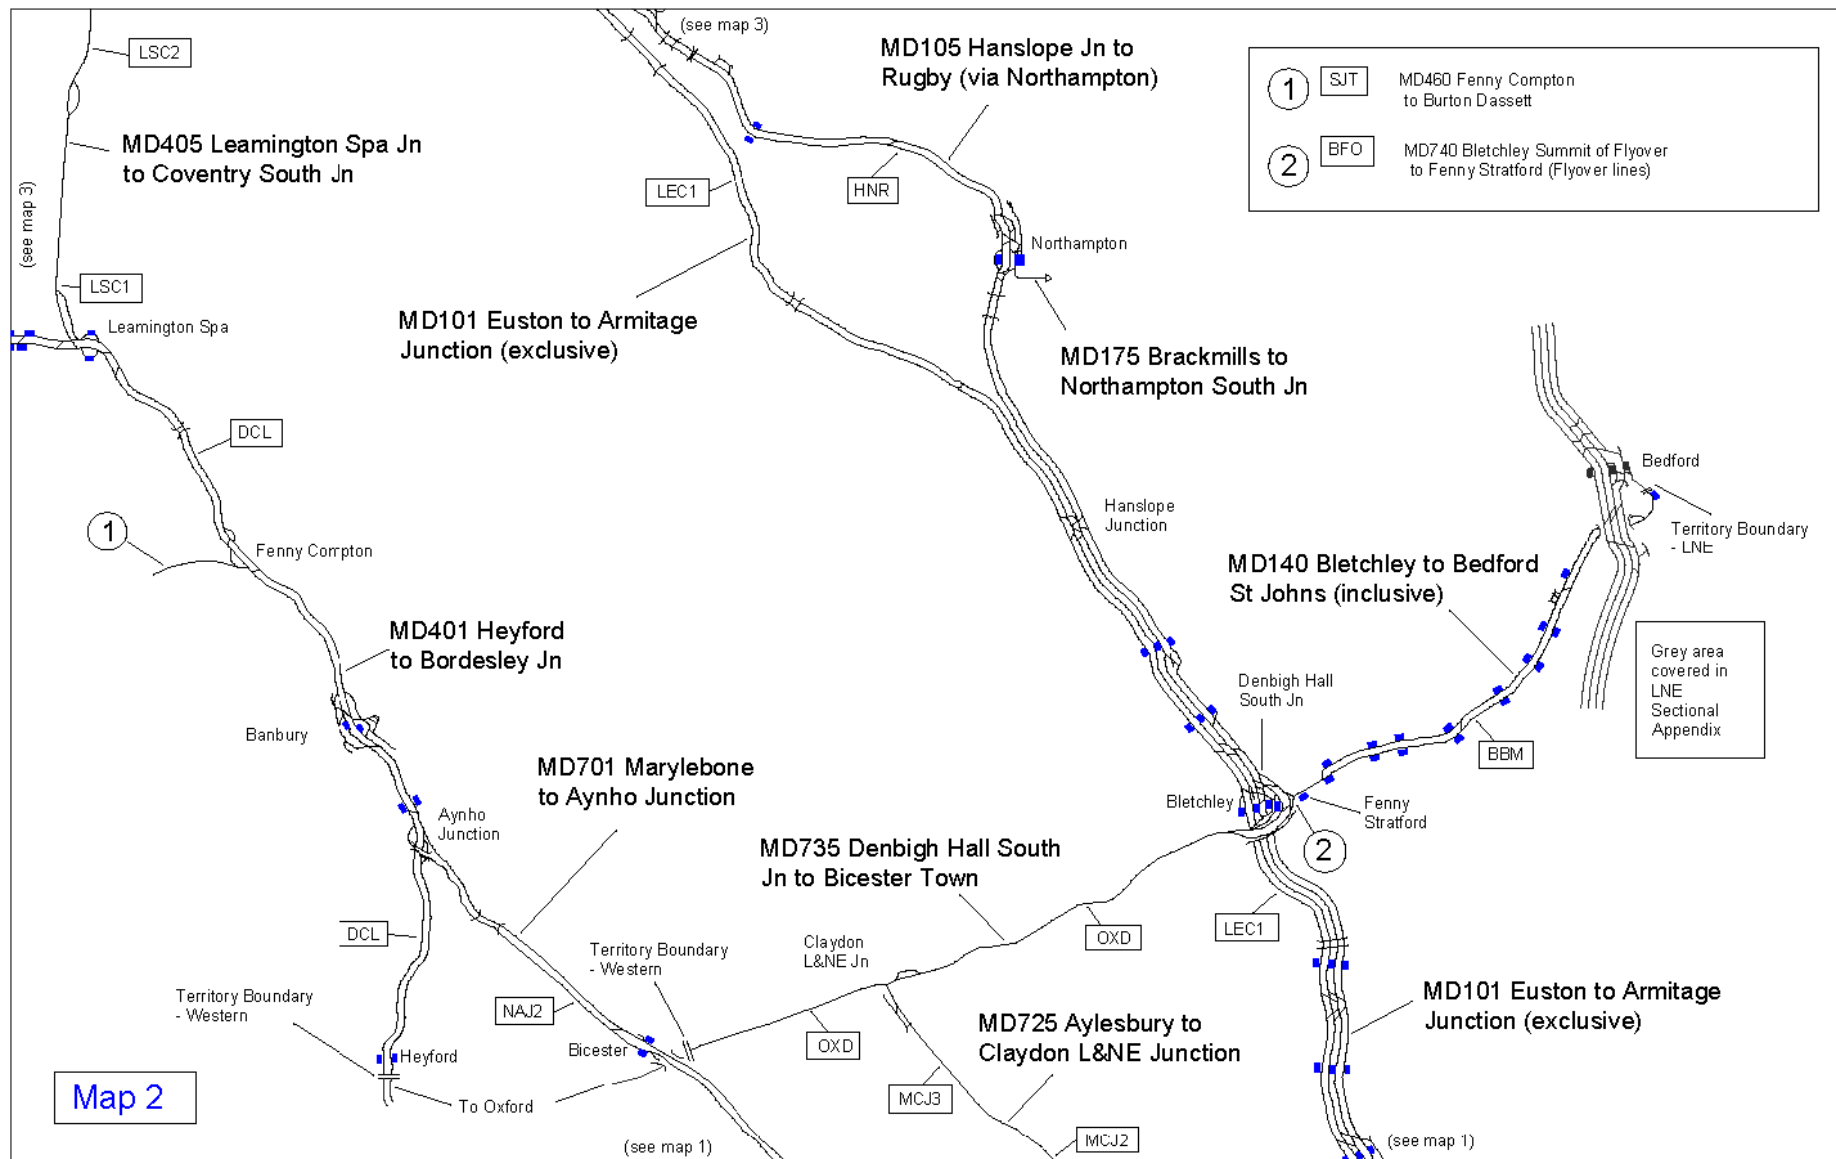 (see map 3)
LSC2
MD405 Leamington Spa Jn
to Coventry South Jn
(see map 3)
LSC1
Leamington Spa
DCL
1
Fenny Compton
MD401 Heyford
to Bordesley Jn
Banbury
Aynho
Junction
MD701 Marylebone
to Aynho Junction
DCL
Territory Boundary
- Western
Heyford
To Oxford
NAJ2
Bicester
Territory Boundary
- Western
Map 2
(see map 1)
MD105 Hanslope Jn to
Rugby (via Northampton)
LEC1
HNR
Northampton
MD101 Euston to Armitage
Junction (exclusive)
MD175 Brackmills to
Northampton South Jn
Hanslope
Junction
1
SJT
MD460 Fenny Compton
to Burton Dassett
2
BFO
MD740 Bletchley Summit of Flyover
to Fenny Stratford (Flyover lines)
Bedford
Territory Boundary
- LNE
MD140 Bletchley to Bedford
St Johns (inclusive)
Grey area
covered in
LNE
Sectional
Appendix
Denbigh Hall
South Jn
BBM
Bletchley
Fenny
Stratford
2
MD735 Denbigh Hall South
Jn to Bicester Town
OXD
LEC1
Claydon
L&NE Jn
OXD
MD725 Aylesbury to
Claydon L&NE Junction
MCJ3
MCJ2
MD101 Euston to Armitage
Junction (exclusive)
(see map 1)